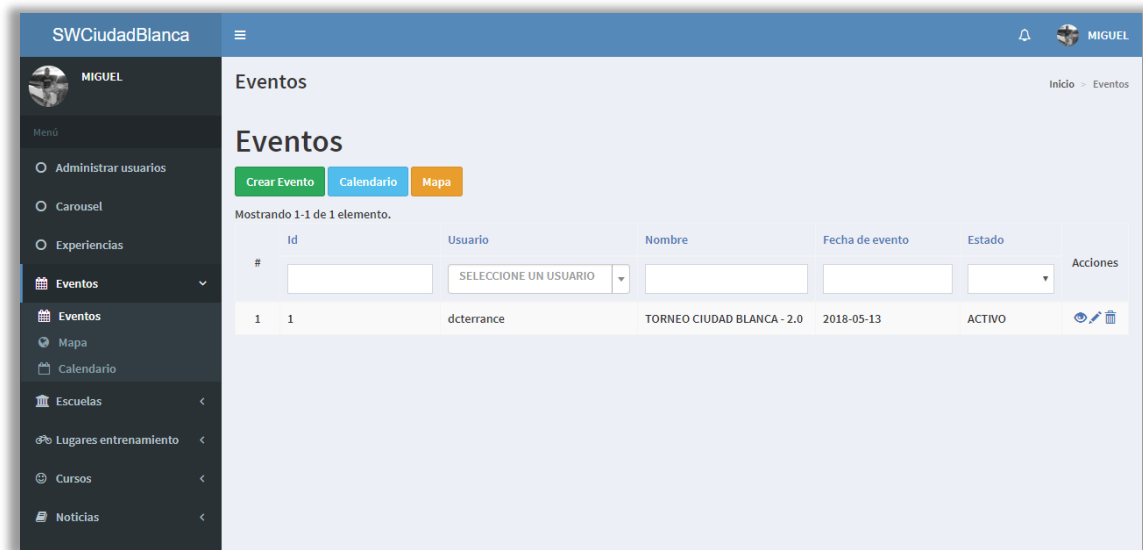 SWCiudadBlanca
MIGUEL
MIGUEL
Menú
Administrar usuarios
Carousel
Experiencias
Eventos
Eventos
Mapa
Calendario
Escuelas
Lugares entrenamiento
Cursos
Noticias
Eventos
Inicio > Eventos
Eventos
Crear Evento Calendario Mapa
Mostrando 1-1 de 1 elemento.
# Id Usuario Nombre Fecha de evento Estado Acciones
SELECCIONE UN USUARIO
1 1 dcterrance TORNEO CIUDAD BLANCA - 2.0 2018-05-13 ACTIVO